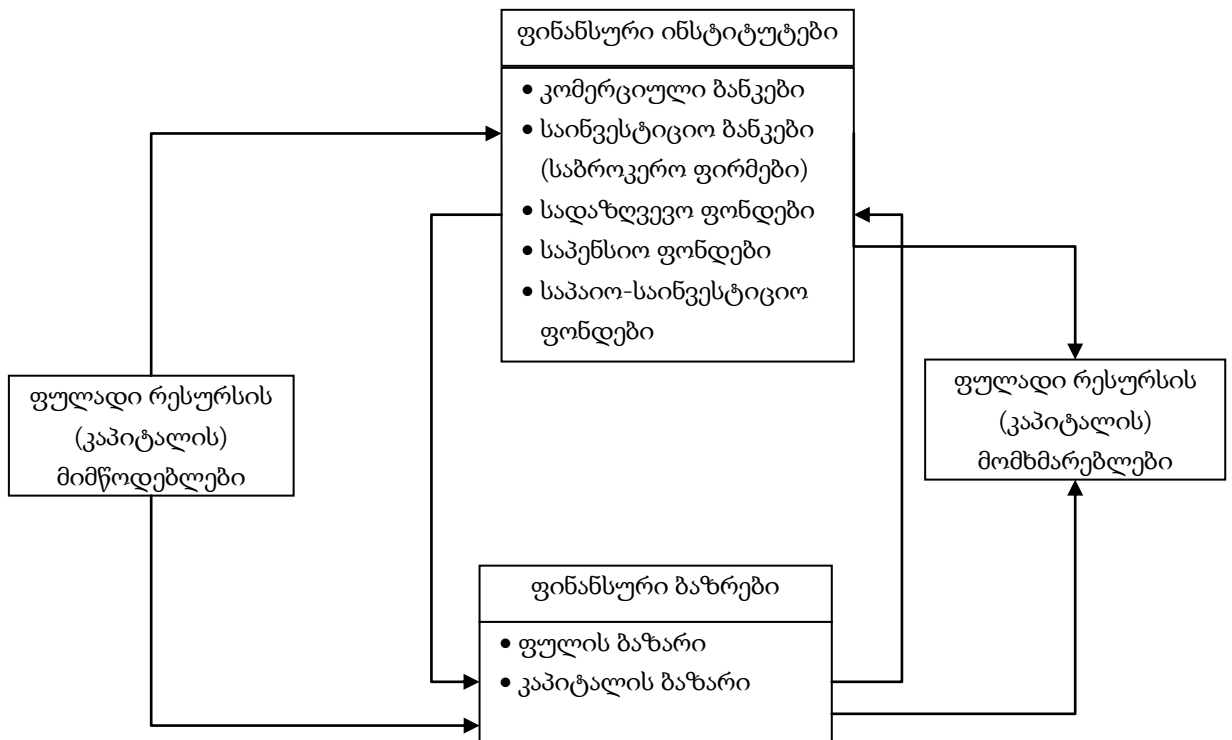 ფინანსური ინსტიტუტები
• კომერციული ბანკები
• საინვესტიციო ბანკები
(საბროკერო ფირმები)
• სადაზღვევო ფონდები
• საპენსიო ფონდები
• საპაიო-საინვესტიციო
ფონდები
ფულადი რესურსის
(კაპიტალის)
მიმწოდებლები
ფულადი რესურსის
(კაპიტალის)
მომხმარებლები
ფინანსური ბაზრები
• ფულის ბაზარი
• კაპიტალის ბაზარი